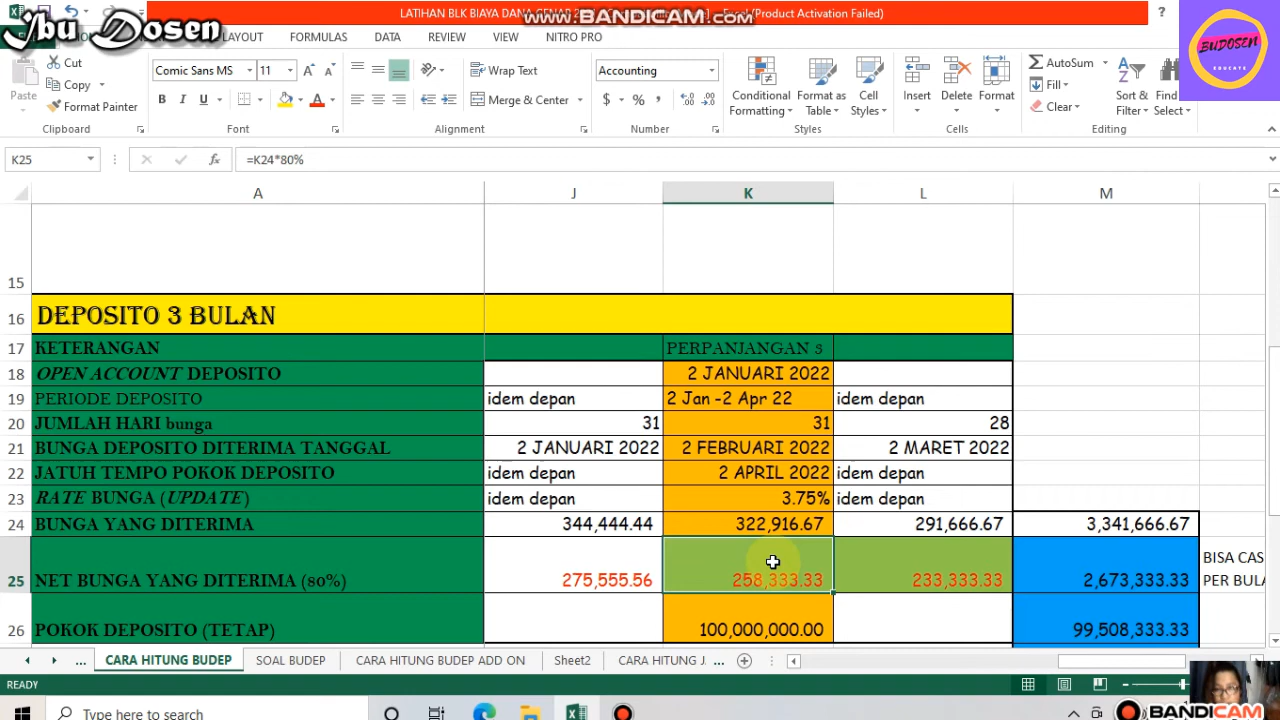 LATIHAN BLK BIAYA DANA GENAP 2
Excel(Product Activation Failed)
www.BANDICAM.com
Ibu Dosen
BUDOSEN
EDUCATE
LAYOUT FORMULAS DATA REVIEW VIEW NITRO PRO
Paste
Cut
Copy
Format Painter
Clipboard
Comic Sans MS 11
B I U
Font
Wrap Text
Merge & Center
Alignment
Accounting
$ % ,
Number
Conditional Formatting
Format as Table
Cell Styles
Styles
Insert Delete Format
Cells
AutoSum
Fill
Clear
Sort & Filter
Find Select
Editing
K25 fx =K24*80%
A J K L M
15
16 DEPOSITO 3 BULAN
17 KETERANGAN PERPANJANGAN 3
18 OPEN ACCOUNT DEPOSITO 2 JANUARI 2022
19 PERIODE DEPOSITO idem depan 2 Jan -2 Apr 22 idem depan
20 JUMLAH HARI bunga 31 31 28
21 BUNGA DEPOSITO DITERIMA TANGGAL 2 JANUARI 2022 2 FEBRUARI 2022 2 MARET 2022
22 JATUH TEMPO POKOK DEPOSITO idem depan 2 APRIL 2022 idem depan
23 RATE BUNGA (UPDATE) idem depan 3.75% idem depan
24 BUNGA YANG DITERIMA 344,444.44 322,916.67 291,666.67 3,341,666.67
25 NET BUNGA YANG DITERIMA (80%) 275,555.56 258,333.33 233,333.33 2,673,333.33 BISA CAS
PER BULA
26 POKOK DEPOSITO (TETAP) 100,000,000.00 99,508,333.33
... CARA HITUNG BUDEP SOAL BUDEP CARA HITUNG BUDEP ADD ON Sheet2 CARA HITUNG J ...
READY
Type here to search
BANDICAM